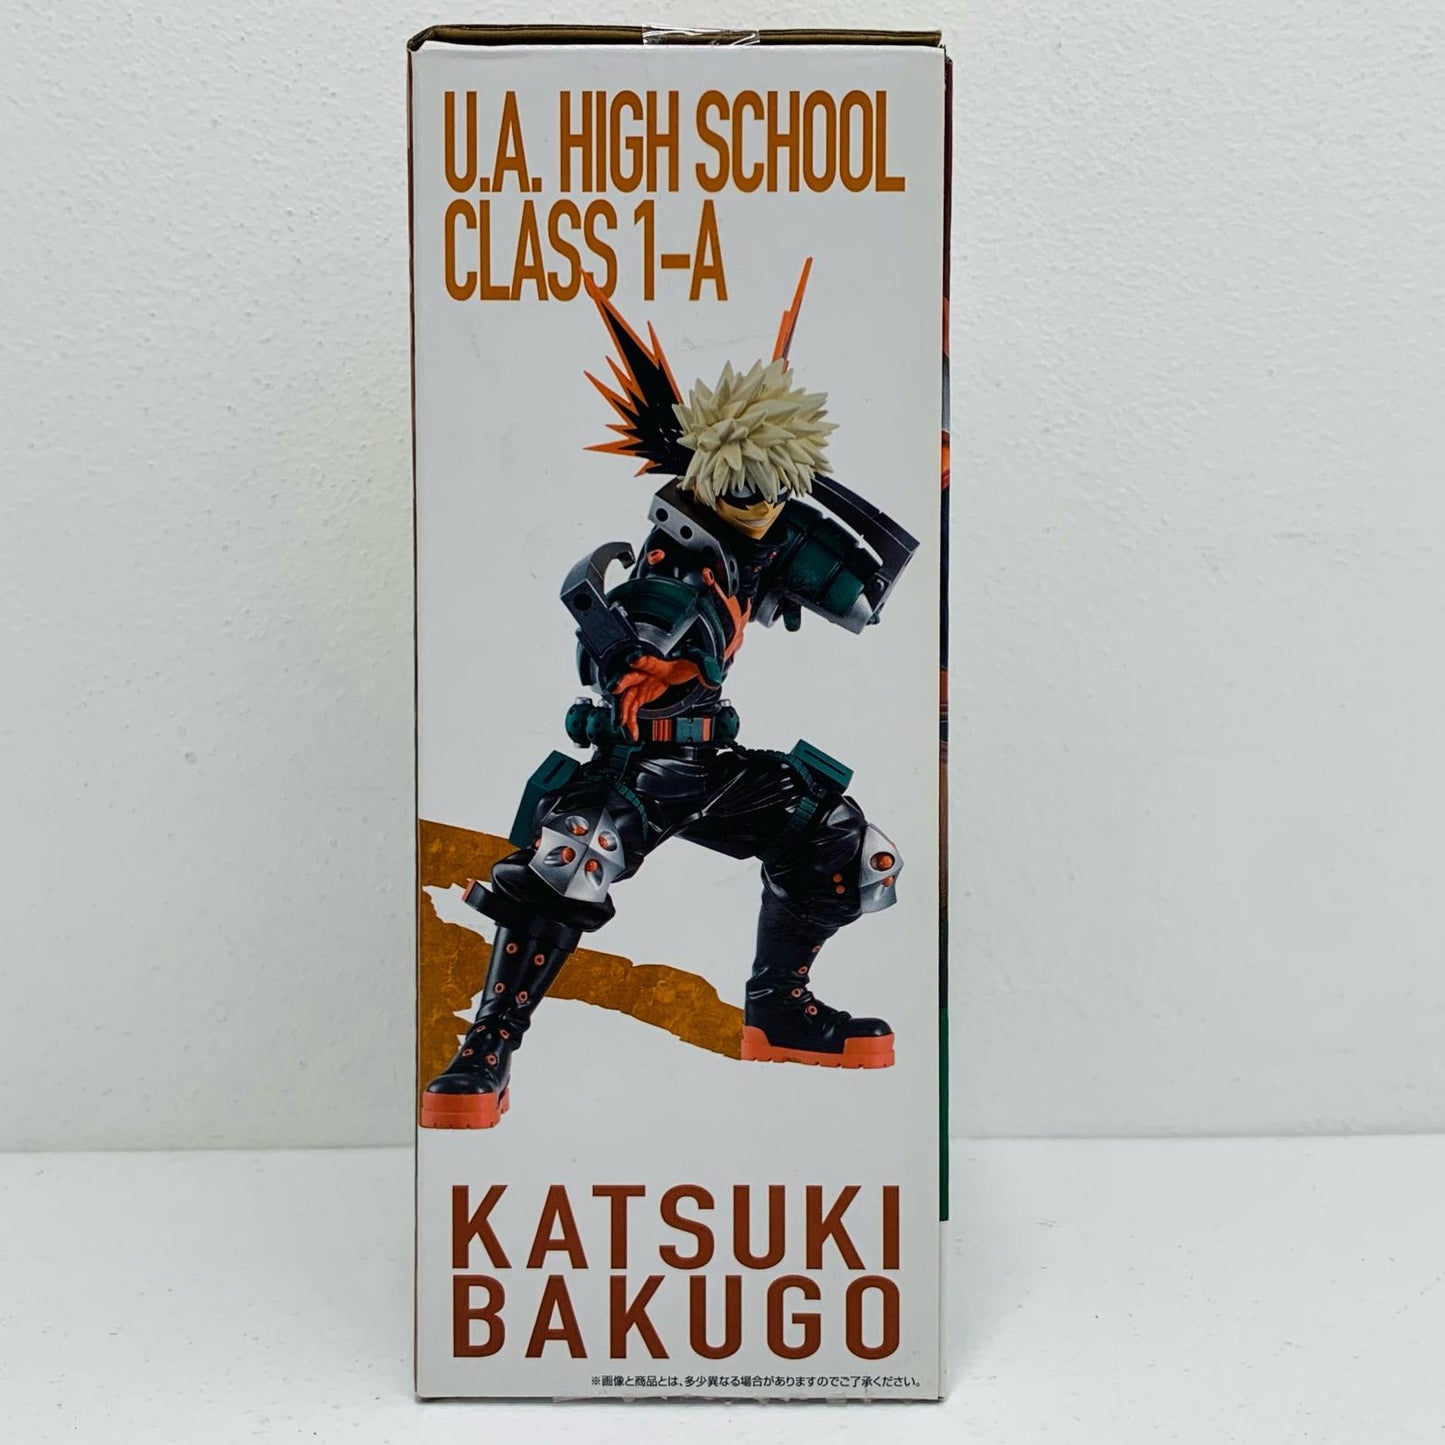 U.A. HIGH SCHOOL
CLASS 1-A
KATSUKI
BAKUGO
※画像と商品とは、多少異なる場合がありますのでご了承ください。